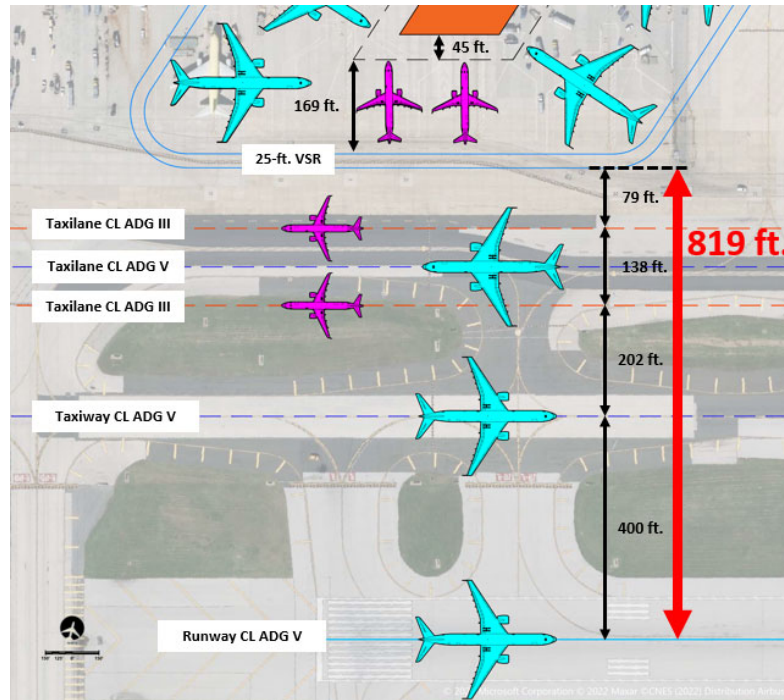 45 ft.
169 ft.
25-ft. VSR
79 ft.
Taxilane CL ADG III
819 ft.
Taxilane CL ADG V
138 ft.
Taxilane CL ADG III
202 ft.
Taxiway CL ADG V
400 ft.
Runway CL ADG V
Microsoft Corporation © 2022 Maxar ©CNES (2022) Distribution